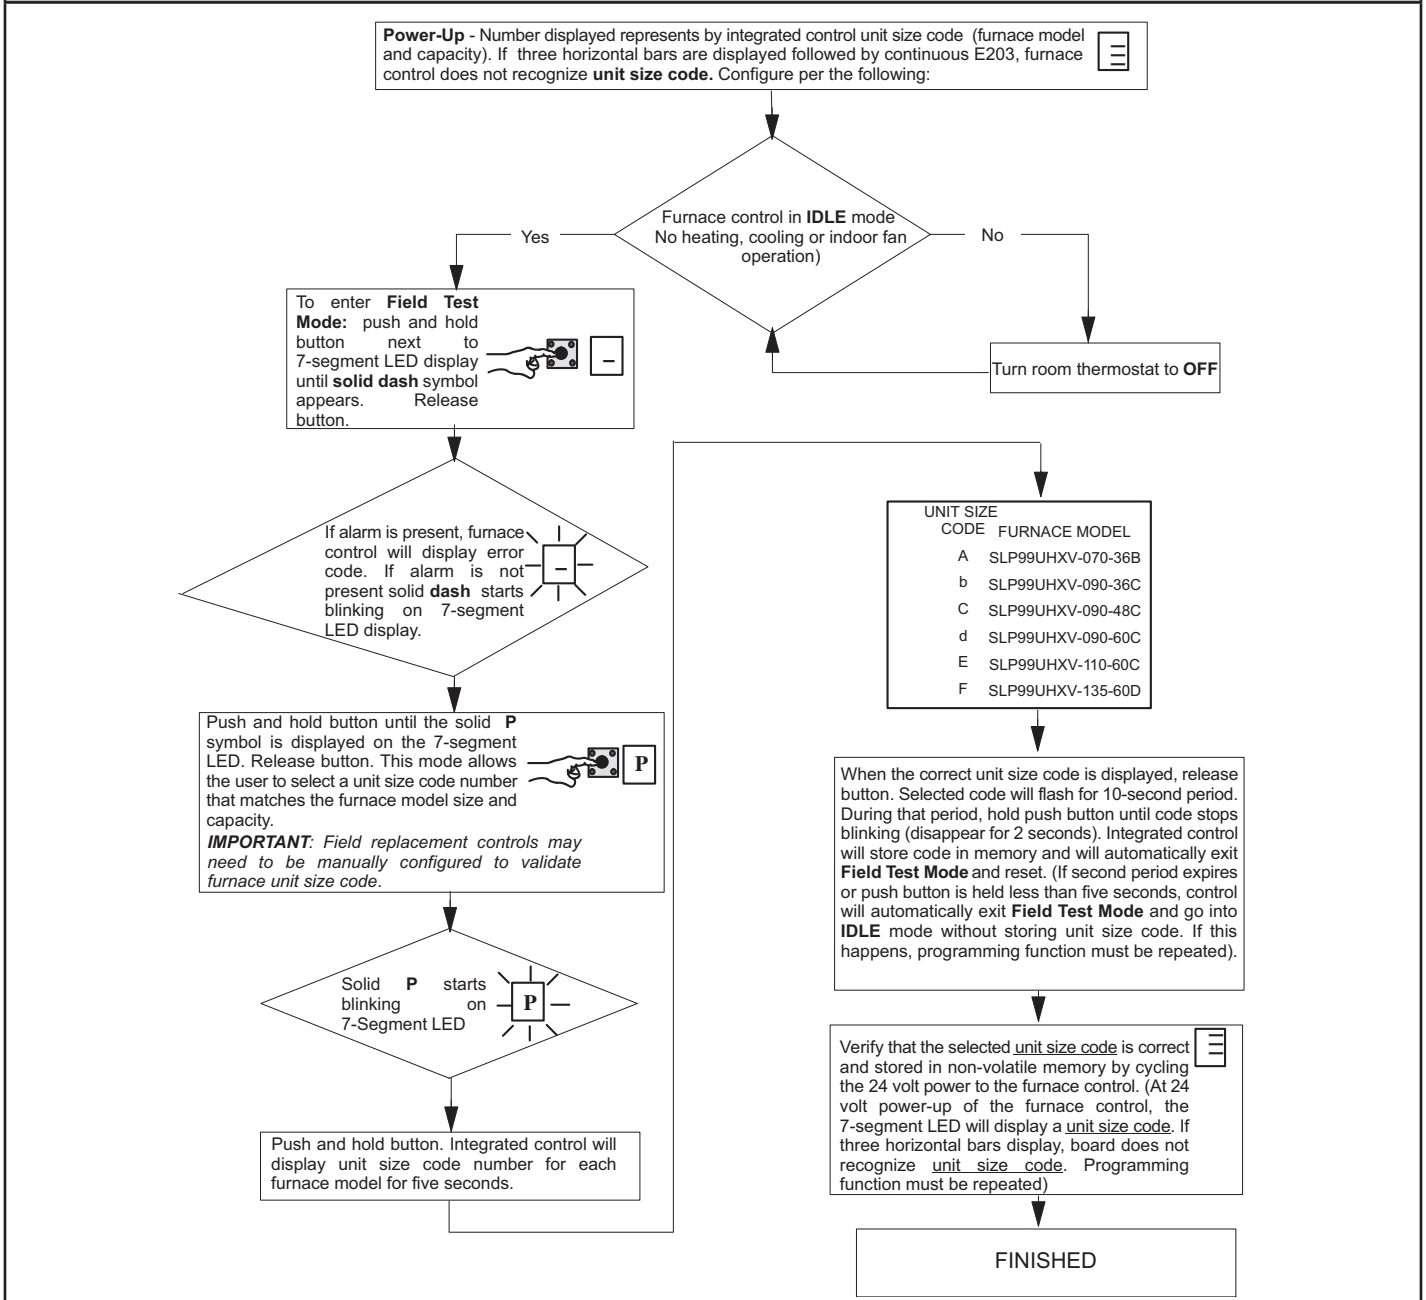 Power-Up - Number displayed represents by integrated control unit size code (furnace model
and capacity). If three horizontal bars are displayed followed by continuous E203, furnace
control does not recognize unit size code. Configure per the following:
Furnace control in IDLE mode
No heating, cooling or indoor fan
operation)
Yes
No
To enter Field Test
Mode: push and hold
button next to
7-segment LED display
until solid dash symbol
appears. Release
button.
Turn room thermostat to OFF
If alarm is present, furnace
control will display error
code. If alarm is not
present solid dash starts
blinking on 7-segment
LED display.
Push and hold button until the solid P
symbol is displayed on the 7-segment
LED. Release button. This mode allows
the user to select a unit size code number
that matches the furnace model size and
capacity.
IMPORTANT: Field replacement controls may
need to be manually configured to validate
furnace unit size code.
P
Solid P starts
blinking on
7-Segment LED
P
Push and hold button. Integrated control will
display unit size code number for each
furnace model for five seconds.
UNIT SIZE
CODE FURNACE MODEL
A SLP99UHXV-070-36B
b SLP99UHXV-090-36C
C SLP99UHXV-090-48C
d SLP99UHXV-090-60C
E SLP99UHXV-110-60C
F SLP99UHXV-135-60D
When the correct unit size code is displayed, release
button. Selected code will flash for 10-second period.
During that period, hold push button until code stops
blinking (disappear for 2 seconds). Integrated control
will store code in memory and will automatically exit
Field Test Mode and reset. (If second period expires
or push button is held less than five seconds, control
will automatically exit Field Test Mode and go into
IDLE mode without storing unit size code. If this
happens, programming function must be repeated).
Verify that the selected unit size code is correct
and stored in non-volatile memory by cycling
the 24 volt power to the furnace control. (At 24
volt power-up of the furnace control, the
7-segment LED will display a unit size code. If
three horizontal bars display, board does not
recognize unit size code. Programming
function must be repeated)
FINISHED